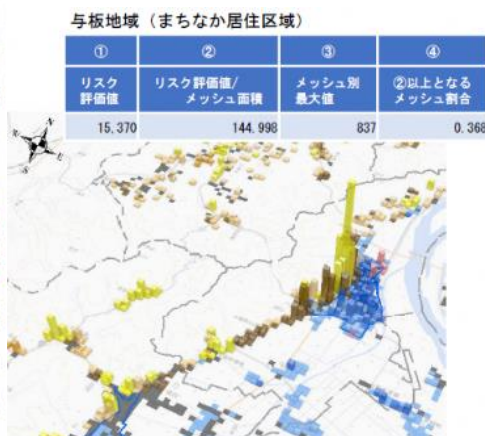 与板地域（まちなか居住区域）
① ② ③ ④
リスク
評価値
リスク評価値/
メッシュ面積
メッシュ別
最大値
②以上となる
メッシュ割合
15,370 144.998 837 0.368
N
E
S
W